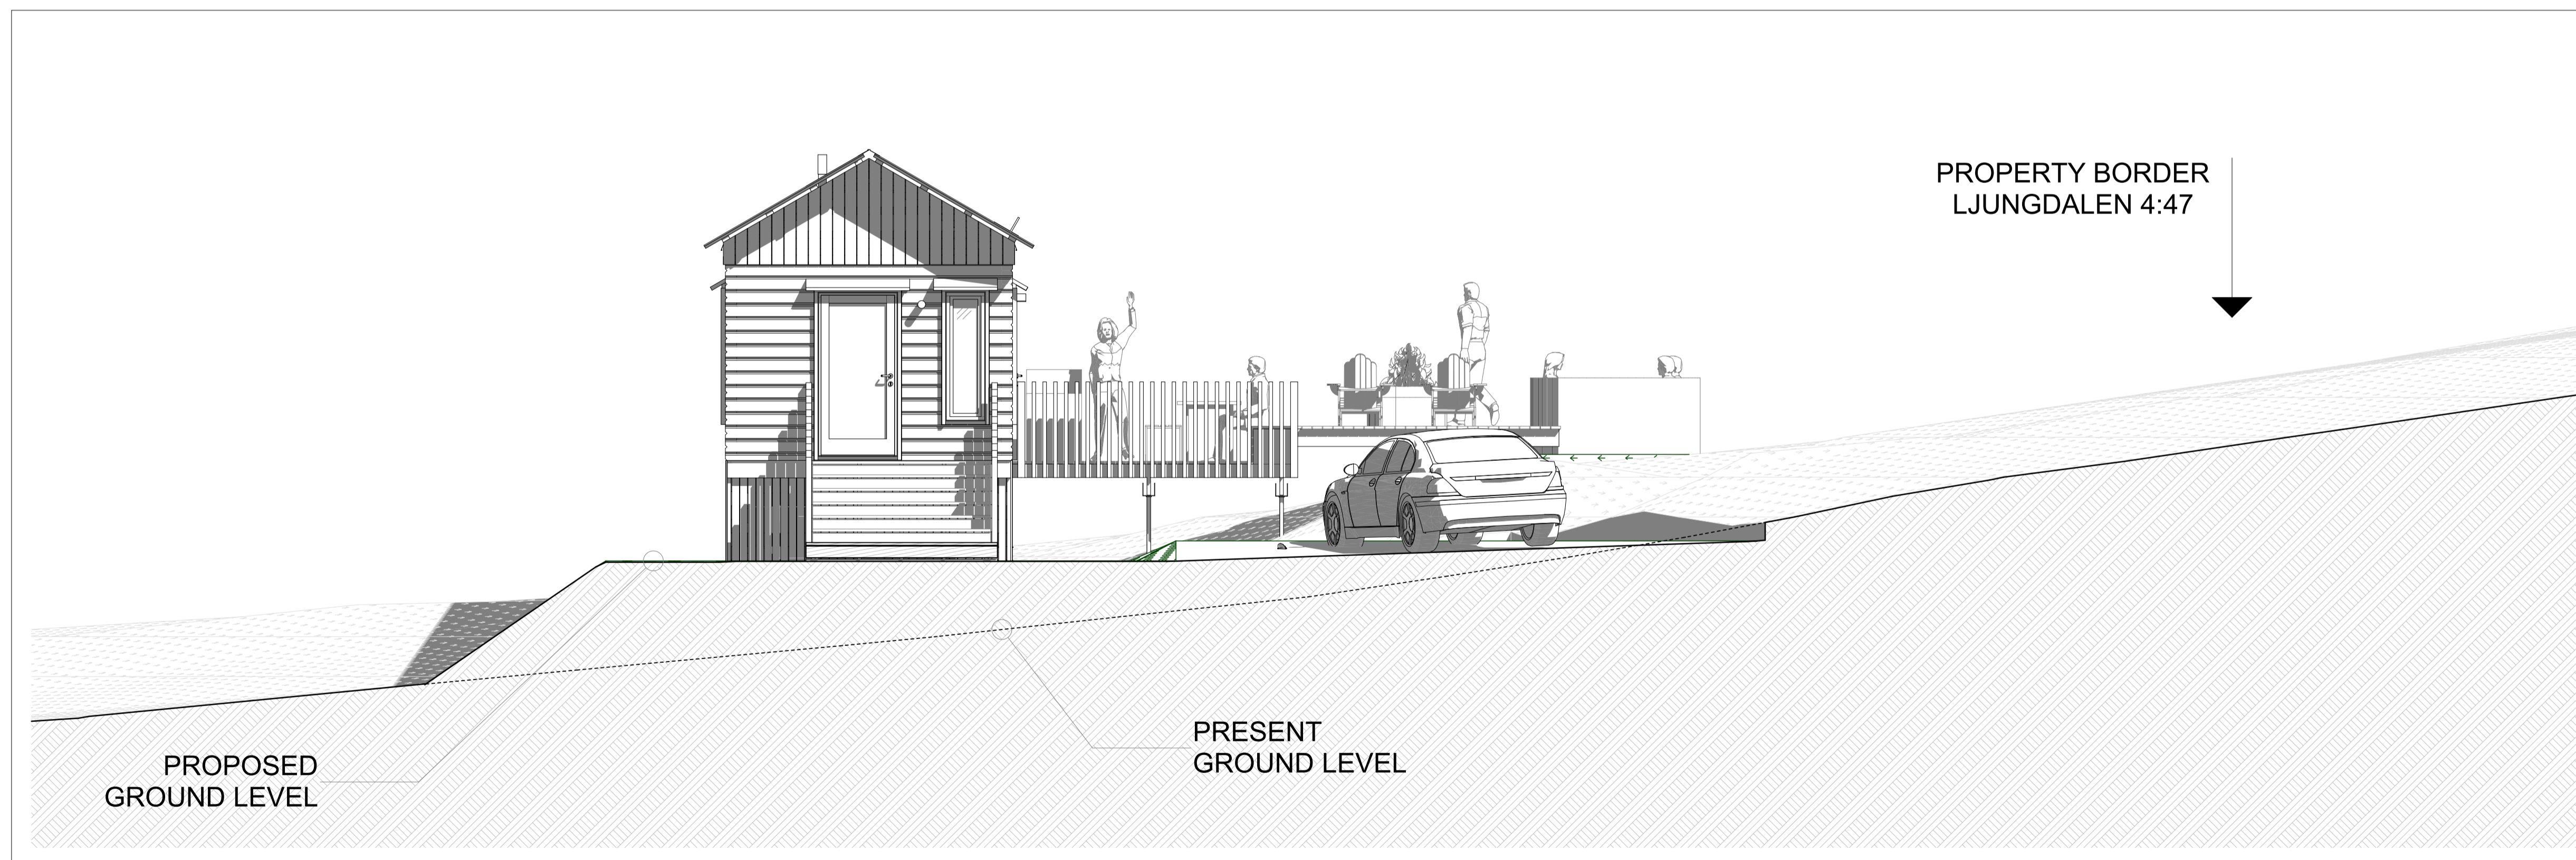 PROPERTY BORDER
LJUNGDALEN 4:47
PRESENT
GROUND LEVEL
PROPOSED
GROUND LEVEL